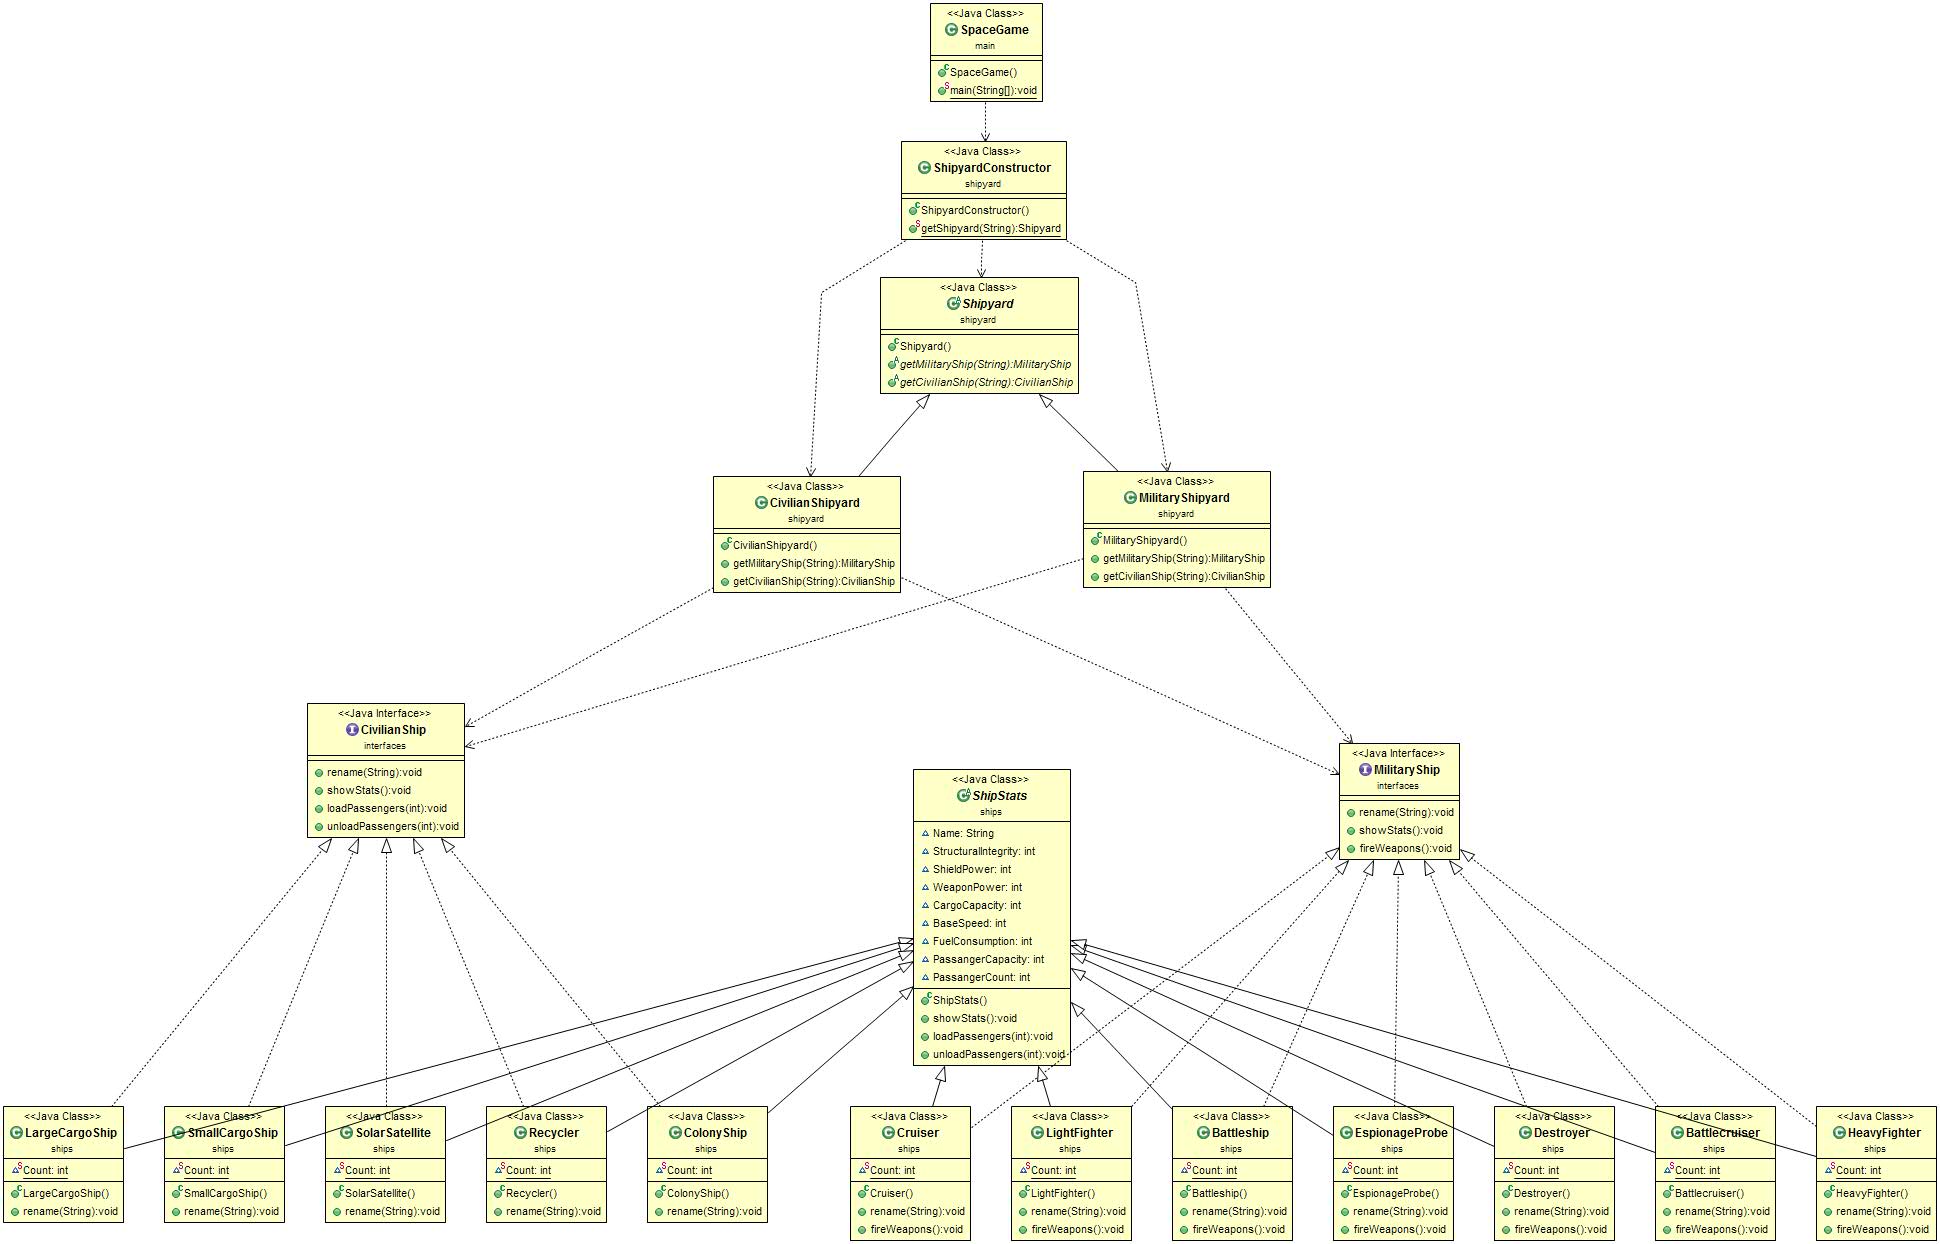 <<Java Class>>
SpaceGame
main
SpaceGame()
main(String[]):void
<<Java Class>>
ShipyardConstructor
shipyard
ShipyardConstructor()
getShipyard(String):Shipyard
<<Java Class>>
Shipyard
shipyard
Shipyard()
getMilitaryShip(String):MilitaryShip
getCivilianShip(String):CivilianShip
<<Java Class>>
CivilianShipyard
shipyard
CivilianShipyard()
getMilitaryShip(String):MilitaryShip
getCivilianShip(String):CivilianShip
<<Java Class>>
MilitaryShipyard
shipyard
MilitaryShipyard()
getMilitaryShip(String):MilitaryShip
getCivilianShip(String):CivilianShip
<<Java Interface>>
CivilianShip
interfaces
rename(String):void
showStats():void
loadPassengers(int):void
unloadPassengers(int):void
<<Java Class>>
ShipStats
ships
Name: String
StructuralIntegrity: int
ShieldPower: int
WeaponPower: int
CargoCapacity: int
BaseSpeed: int
FuelConsumption: int
PassangerCapacity: int
PassangerCount: int
ShipStats()
showStats():void
loadPassengers(int):void
unloadPassengers(int):void
<<Java Interface>>
MilitaryShip
interfaces
rename(String):void
showStats():void
fireWeapons():void
<<Java Class>>
LargeCargoShip
ships
Count: int
LargeCargoShip()
rename(String):void
<<Java Class>>
SmallCargoShip
ships
Count: int
SmallCargoShip()
rename(String):void
<<Java Class>>
SolarSatellite
ships
Count: int
SolarSatellite()
rename(String):void
<<Java Class>>
Recycler
ships
Count: int
Recycler()
rename(String):void
<<Java Class>>
ColonyShip
ships
Count: int
ColonyShip()
rename(String):void
<<Java Class>>
Cruiser
ships
Count: int
Cruiser()
rename(String):void
fireWeapons():void
<<Java Class>>
LightFighter
ships
Count: int
LightFighter()
rename(String):void
fireWeapons():void
<<Java Class>>
Battleship
ships
Count: int
Battleship()
rename(String):void
fireWeapons():void
<<Java Class>>
EspionageProbe
ships
Count: int
EspionageProbe()
rename(String):void
fireWeapons():void
<<Java Class>>
Destroyer
ships
Count: int
Destroyer()
rename(String):void
fireWeapons():void
<<Java Class>>
Battlecruiser
ships
Count: int
Battlecruiser()
rename(String):void
fireWeapons():void
<<Java Class>>
HeavyFighter
ships
Count: int
HeavyFighter()
rename(String):void
fireWeapons():void